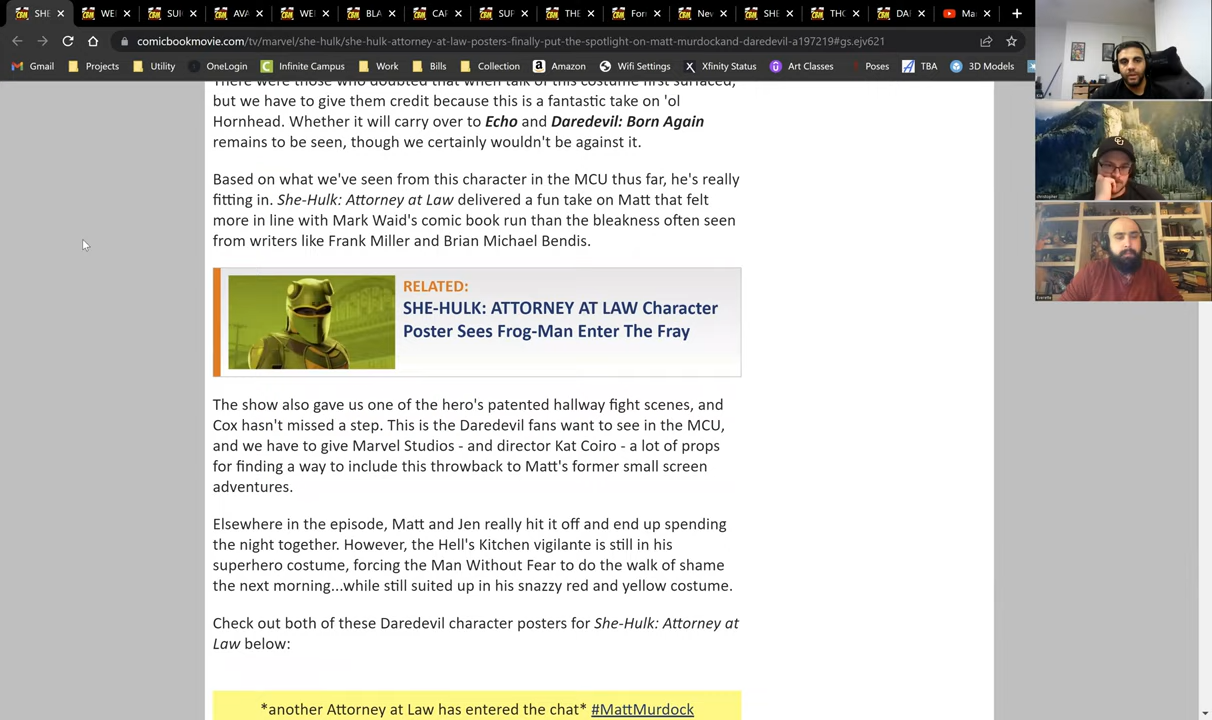 SHE
WEI
SUI
AVA
WEI
BLA
CAF
SUP
THE
Forr
New
SHE
THO
DAI
Ma
comicbookmovie.com/tv/marvel/she-hulk/she-hulk-attorney-at-law-posters-finally-put-the-spotlight-on-matt-murdockand-daredevil-a197219#gs.ejv621
Gmail Projects Utility OneLogin Infinite Campus Work Bills Collection Amazon Wifi Settings Xfinity Status Art Classes Poses TBA 3D Models
There were those who doubted that when talk of this costume first surfaced,
but we have to give them credit because this is a fantastic take on 'ol
Hornhead. Whether it will carry over to Echo and Daredevil: Born Again
remains to be seen, though we certainly wouldn't be against it.
Based on what we've seen from this character in the MCU thus far, he's really
fitting in. She-Hulk: Attorney at Law delivered a fun take on Matt that felt
more in line with Mark Waid's comic book run than the bleakness often seen
from writers like Frank Miller and Brian Michael Bendis.
RELATED:
SHE-HULK: ATTORNEY AT LAW Character
Poster Sees Frog-Man Enter The Fray
The show also gave us one of the hero's patented hallway fight scenes, and
Cox hasn't missed a step. This is the Daredevil fans want to see in the MCU,
and we have to give Marvel Studios - and director Kat Coiro - a lot of props
for finding a way to include this throwback to Matt's former small screen
adventures.
Elsewhere in the episode, Matt and Jen really hit it off and end up spending
the night together. However, the Hell's Kitchen vigilante is still in his
superhero costume, forcing the Man Without Fear to do the walk of shame
the next morning...while still suited up in his snazzy red and yellow costume.
Check out both of these Daredevil character posters for She-Hulk: Attorney at
Law below:
*another Attorney at Law has entered the chat* #MattMurdock